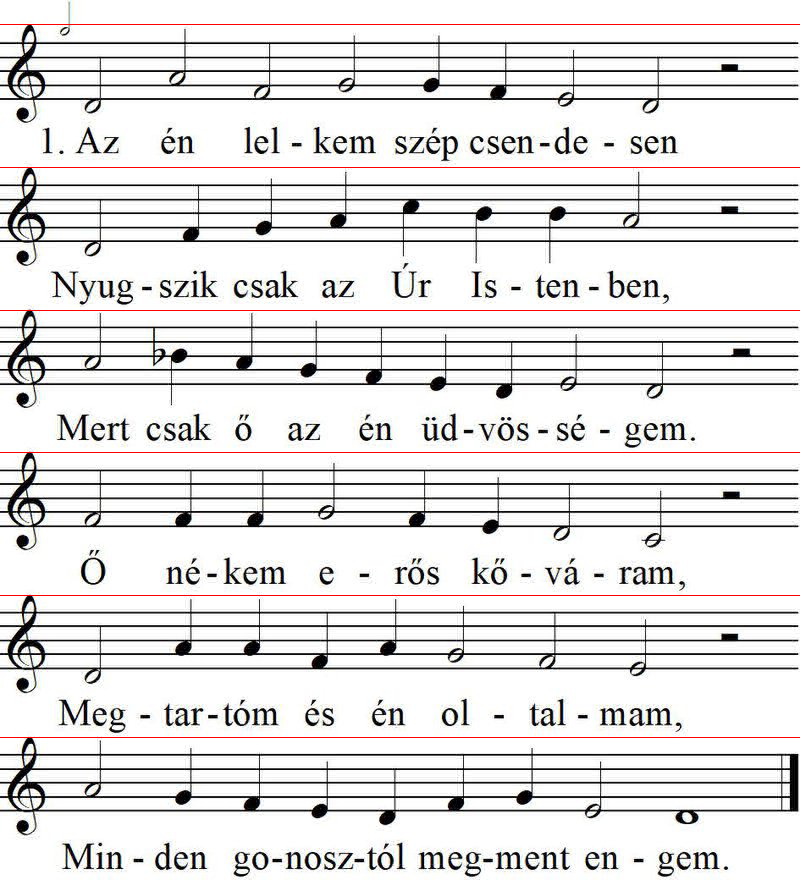 1. Az én lel - kem szép csen - de - sen
Nyug - szik csak az Úr Is - ten - ben,
Mert csak ő az én üd - vös - sé - gem.
Ő né - kem e - rős kő - vá - ram,
Meg - tar - tóm és én ol - tal - mam,
Min - den go - nosz - tól meg - ment en - gem.